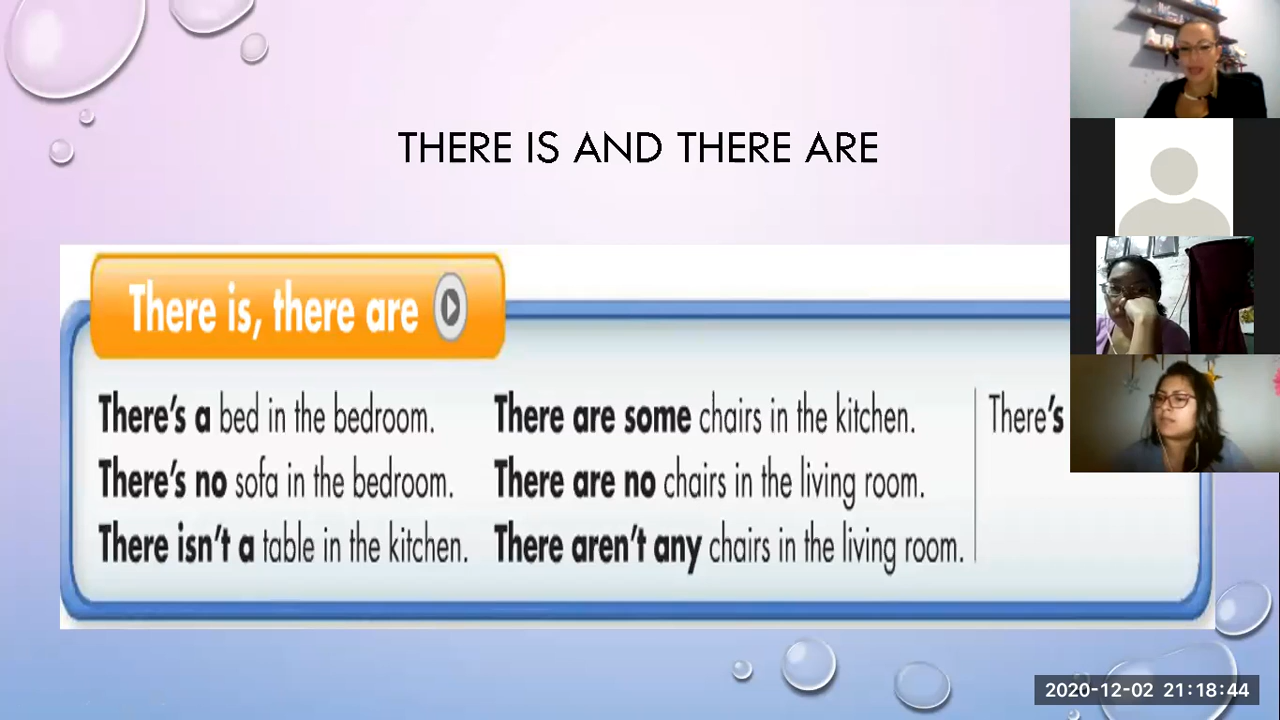 THERE IS AND THERE ARE
There is, there are
There's a bed in the bedroom.
There's no sofa in the bedroom.
There isn't a table in the kitchen.
There are some chairs in the kitchen.
There are no chairs in the living room.
There aren't any chairs in the living room.
There's
2020-12-02 21:18:44